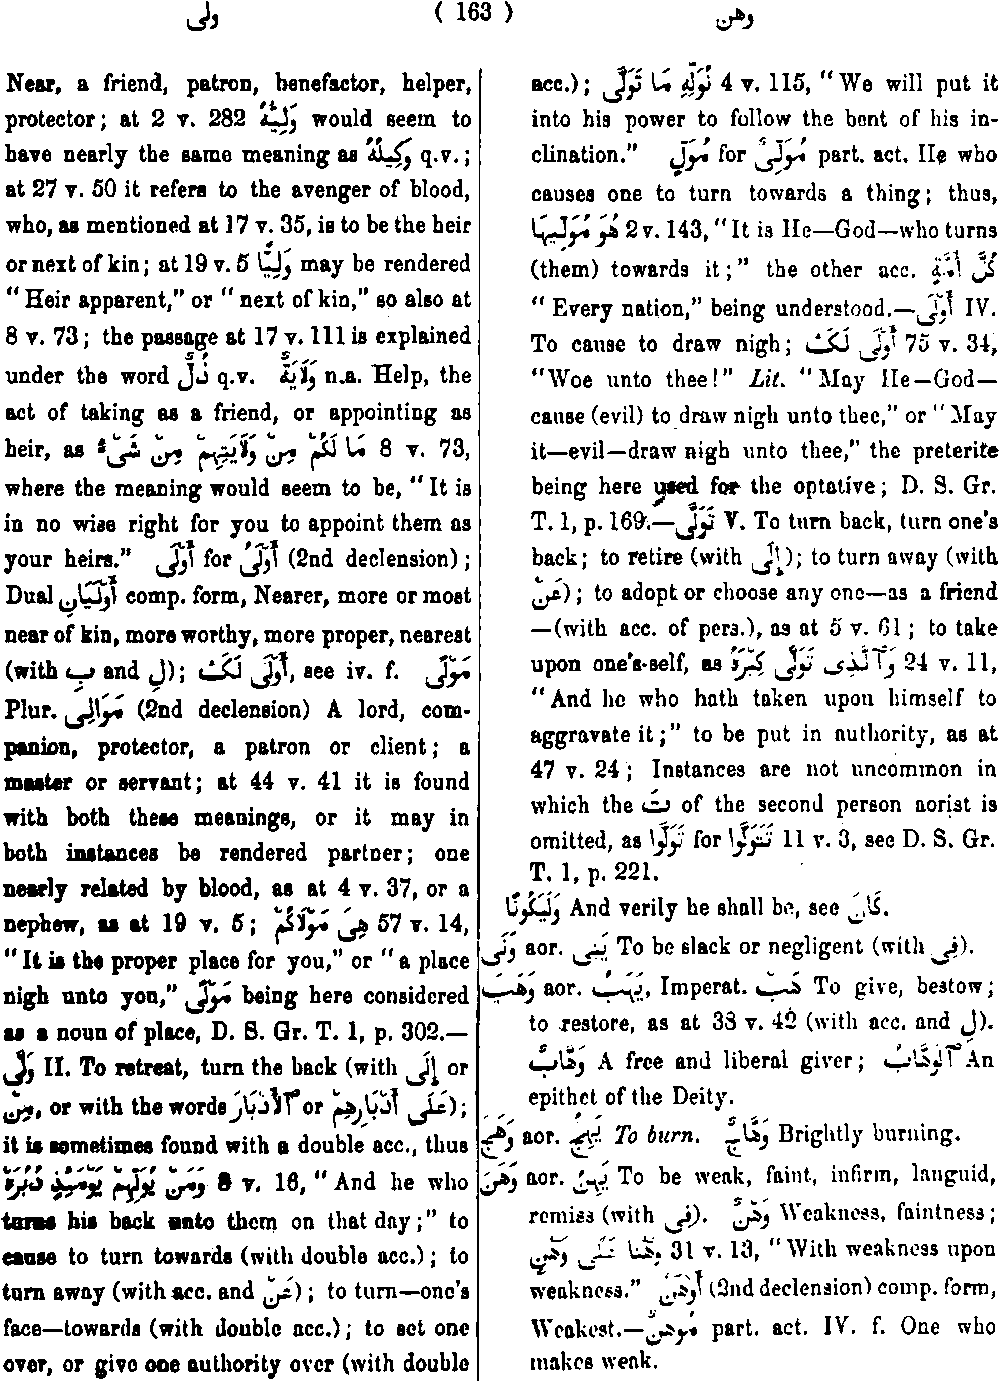 ولى ( 163 ) وهن
Near, a friend, patron, benefactor, helper,
protector; at 2 v. 282 وَلِيُّهُ would seem to
have nearly the same meaning as وَكِيلُهُ q.v.;
at 27 v. 50 it refers to the avenger of blood,
who, as mentioned at 17 v. 35, is to be the heir
or next of kin; at 19 v. 5 وَلِيًّا may be rendered
“Heir apparent,” or “next of kin,” so also at
8 v. 73; the passage at 17 v. 111 is explained
under the word ذُلٌّ q.v. وَلَايَةٌ n.a. Help, the
act of taking as a friend, or appointing as
heir, as مَا لَكُمْ مِنْ وَلَايَتِهِمْ مِنْ شَىْءٍ 8 v. 73,
where the meaning would seem to be, “It is
in no wise right for you to appoint them as
your heirs.” أَوْلَى for أَوْلَىُ (2nd declension);
Dual أَوْلَيَانِ comp. form, Nearer, more or most
near of kin, more worthy, more proper, nearest
(with بِ and لِ); أَوْلَى لَكَ, see iv. f. مَوْلًى
Plur. مَوَالِى (2nd declension) A lord, com-
panion, protector, a patron or client; a
master or servant; at 44 v. 41 it is found
with both these meanings, or it may in
both instances be rendered partner; one
nearly related by blood, as at 4 v. 37, or a
nephew, as at 19 v. 5; هِىَ مَوْلَاكُمْ 57 v. 14,
“It is the proper place for you,” or “a place
nigh unto you,” مَوْلًى being here considered
as a noun of place, D. S. Gr. T. 1, p. 302.—
وَلَّى II. To retreat, turn the back (with إِلَى or
مِنْ, or with the words ٱلْأَدْبَارَ or عَلَى أَدْبَارِهِمْ);
it is sometimes found with a double acc., thus
وَمَنْ يُوَلِّهِمْ يَوْمَئِذٍ دُبُرَهُ 8 v. 16, “And he who
turns his back unto them on that day;” to
cause to turn towards (with double acc.); to
turn away (with acc. and عَنْ); to turn—one's
face—towards (with double acc.); to set one
over, or give one authority over (with double
acc.); نُوَلِّهِ مَا تَوَلَّى 4 v. 115, “We will put it
into his power to follow the bent of his in-
clination.” مُوَلٍّ for مُوَلِّىٌ part. act. He who
causes one to turn towards a thing; thus,
هُوَ مُوَلِّيهَا 2 v. 143, “It is He—God—who turns
(them) towards it;” the other acc. كُلَّ أُمَّةٍ
“Every nation,” being understood.—أَوْلَى IV.
To cause to draw nigh; أَوْلَى لَكَ 75 v. 34,
“Woe unto thee!” Lit. “May He—God—
cause (evil) to draw nigh unto thee,” or “May
it—evil—draw nigh unto thee,” the preterite
being here used for the optative; D. S. Gr.
T. 1, p. 169.—تَوَلَّى V. To turn back, turn one's
back; to retire (with إِلَى); to turn away (with
عَنْ); to adopt or choose any one—as a friend
—(with acc. of pers.), as at 5 v. 61; to take
upon one's-self, as وَٱلَّذِى تَوَلَّى كِبْرَهُ 24 v. 11,
“And he who hath taken upon himself to
aggravate it;” to be put in authority, as at
47 v. 24; Instances are not uncommon in
which the تَ of the second person aorist is
omitted, as تَوَلَّوْا for تَتَوَلَّوْا 11 v. 3, see D. S. Gr.
T. 1, p. 221.
وَلَيَكُونًا And verily he shall be, see كَانَ.
وَنَى aor. يَنِى To be slack or negligent (with فِى).
وَهَبَ aor. يَهَبُ, Imperat. هَبْ To give, bestow;
to restore, as at 38 v. 42 (with acc. and لِ).
وَهَّابٌ A free and liberal giver; ٱلْوَهَّابُ An
epithet of the Deity.
وَهَجَ aor. يَهِجُ To burn. وَهَّاجٌ Brightly burning.
وَهَنَ aor. يَهِنُ To be weak, faint, infirm, languid,
remiss (with فِى). وَهْنٌ Weakness, faintness;
وَهْنًا عَلَى وَهْنٍ 31 v. 13, “With weakness upon
weakness.” أَوْهَنُ (2nd declension) comp. form,
Weakest.—مُوهِنٌ part. act. IV. f. One who
makes weak.